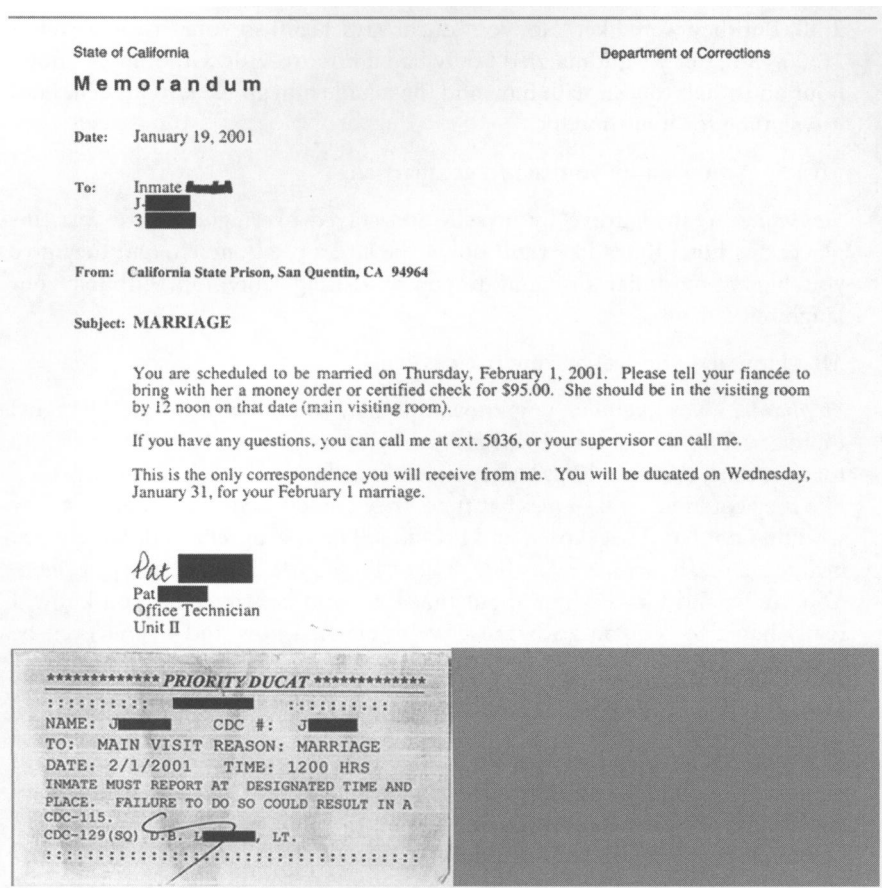 State of California Department of Corrections
Memorandum
Date: January 19, 2001
To: Inmate
J-
3
From: California State Prison, San Quentin, CA 94964
Subject: MARRIAGE
You are scheduled to be married on Thursday, February 1, 2001. Please tell your fiancée to
bring with her a money order or certified check for $95.00. She should be in the visiting room
by 12 noon on that date (main visiting room).
If you have any questions, you can call me at ext. 5036, or your supervisor can call me.
This is the only correspondence you will receive from me. You will be ducated on Wednesday,
January 31, for your February 1 marriage.
Pat
Pat
Office Technician
Unit II
************* PRIORITY DUCAT *************
:::::::::: ::::::::::
NAME: J CDC #: J
TO: MAIN VISIT REASON: MARRIAGE
DATE: 2/1/2001 TIME: 1200 HRS
INMATE MUST REPORT AT DESIGNATED TIME AND
PLACE. FAILURE TO DO SO COULD RESULT IN A
CDC-115.
CDC-129(SQ) D.B. L , LT.
:::::::::::::::::::::::::::::::::::